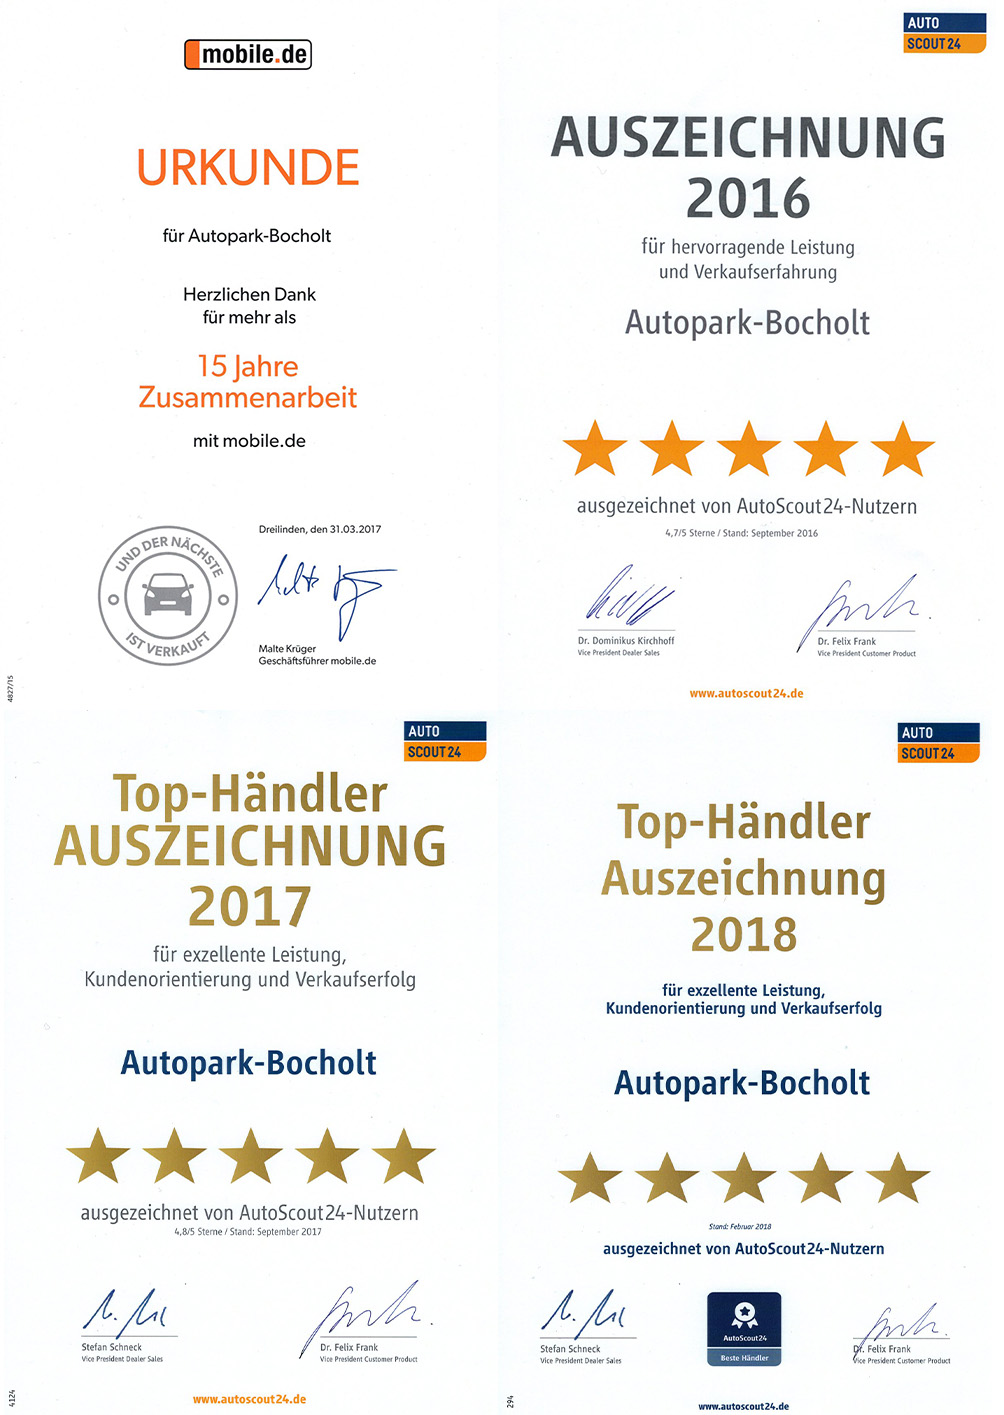 mobile.de
URKUNDE
für Autopark-Bocholt
Herzlichen Dank
für mehr als
15 Jahre
Zusammenarbeit
mit mobile.de
UND DER NÄCHSTE
IST VERKAUFT
Dreilinden, den 31.03.2017
Malte Krüger
Geschäftsführer mobile.de
4827/15
AUTO
SCOUT24
AUSZEICHNUNG
2016
für hervorragende Leistung
und Verkaufserfahrung
Autopark-Bocholt
ausgezeichnet von AutoScout24-Nutzern
4,7/5 Sterne / Stand: September 2016
Dr. Dominikus Kirchhoff
Vice President Dealer Sales
Dr. Felix Frank
Vice President Customer Product
www.autoscout24.de
AUTO
SCOUT24
Top-Händler
AUSZEICHNUNG
2017
für exzellente Leistung,
Kundenorientierung und Verkaufserfolg
Autopark-Bocholt
ausgezeichnet von AutoScout24-Nutzern
4,8/5 Sterne / Stand: September 2017
Stefan Schneck
Vice President Dealer Sales
Dr. Felix Frank
Vice President Customer Product
4124
www.autoscout24.de
AUTO
SCOUT24
Top-Händler
Auszeichnung
2018
für exzellente Leistung,
Kundenorientierung und Verkaufserfolg
Autopark-Bocholt
Stand: Februar 2018
ausgezeichnet von AutoScout24-Nutzern
Stefan Schneck
Vice President Dealer Sales
AutoScout24
Beste Händler
Dr. Felix Frank
Vice President Customer Product
294
www.autoscout24.de